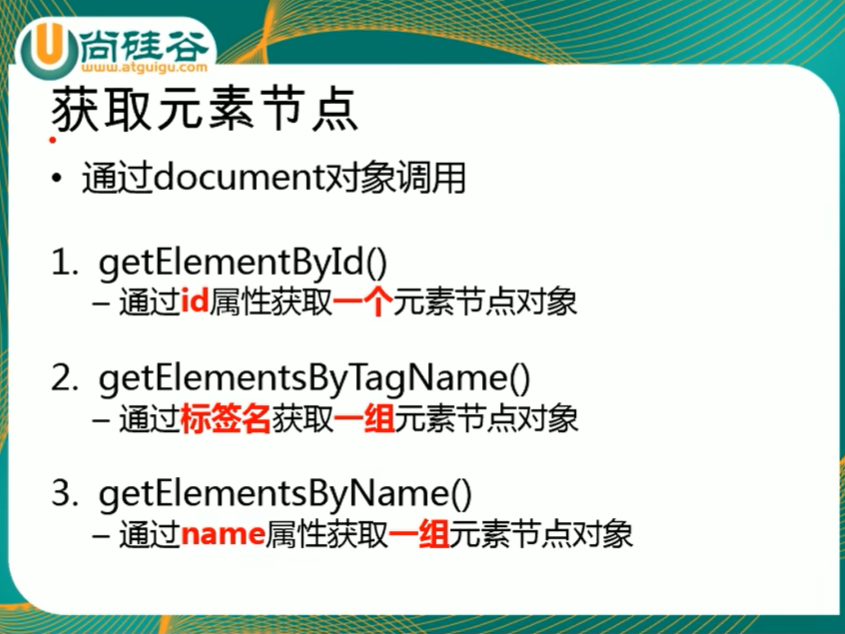 尚硅谷
www.atguigu.com
获取元素节点
• 通过document对象调用
1. getElementById()
– 通过id属性获取一个元素节点对象
2. getElementsByTagName()
– 通过标签名获取一组元素节点对象
3. getElementsByName()
– 通过name属性获取一组元素节点对象